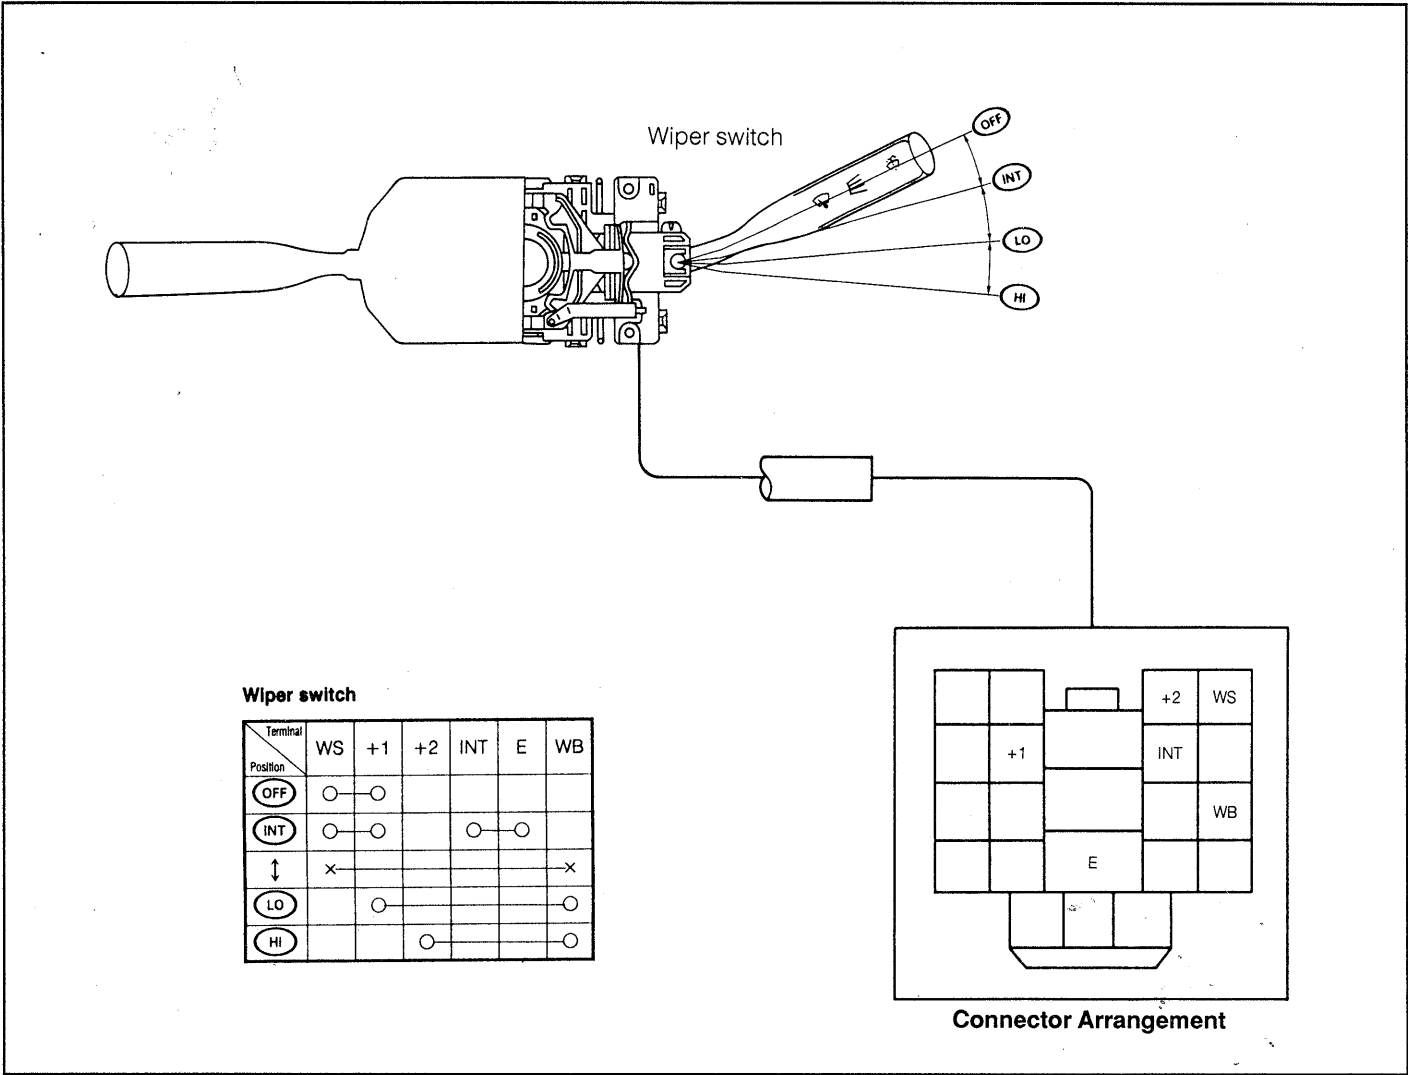 Wiper switch
OFF
INT
LO
HI
Wiper switch
Terminal
Position
WS +1 +2 INT E WB
OFF
INT
LO
HI
+2 WS
+1 INT
WB
E
Connector Arrangement